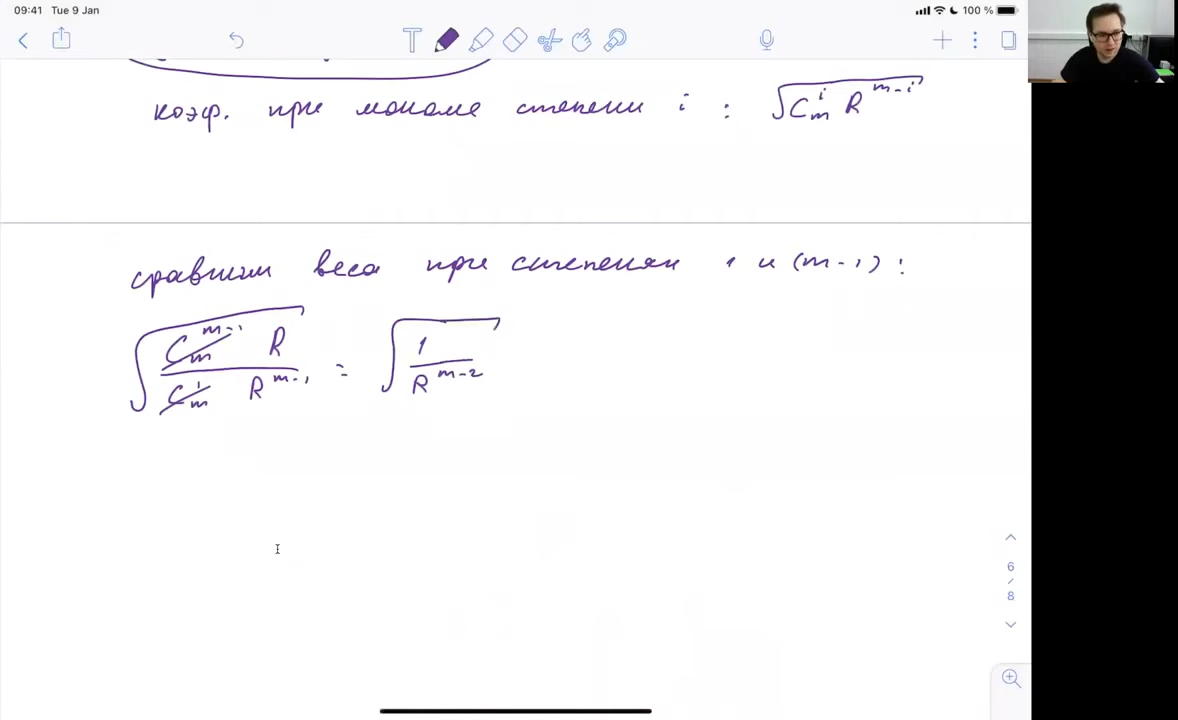 09:41 Tue 9 Jan 100 %
T
коэф. при мономе степени i : √(C_m^i R^{m-i})
сравним веса при степенях 1 и (m-1) :
√(C_m^{m-1} R / C_m^1 R^{m-1}) = √(1 / R^{m-2})
6
/
8